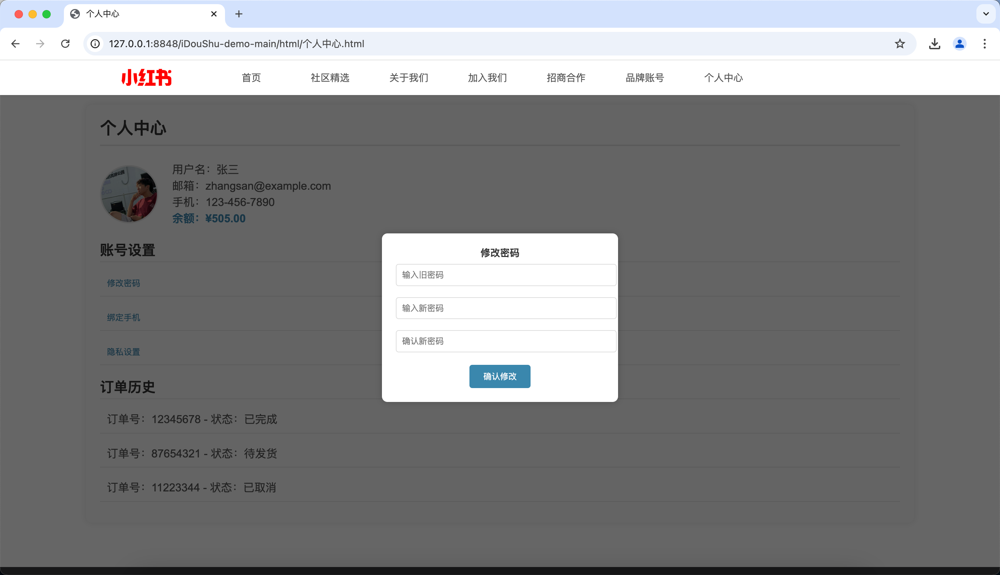 个人中心
127.0.0.1:8848/iDouShu-demo-main/html/个人中心.html
小红书 首页 社区精选 关于我们 加入我们 招商合作 品牌账号 个人中心
个人中心
用户名：张三
邮箱：zhangsan@example.com
手机：123-456-7890
余额：¥505.00
账号设置
修改密码
绑定手机
隐私设置
订单历史
订单号：12345678 - 状态：已完成
订单号：87654321 - 状态：待发货
订单号：11223344 - 状态：已取消
修改密码
输入旧密码
输入新密码
确认新密码
确认修改